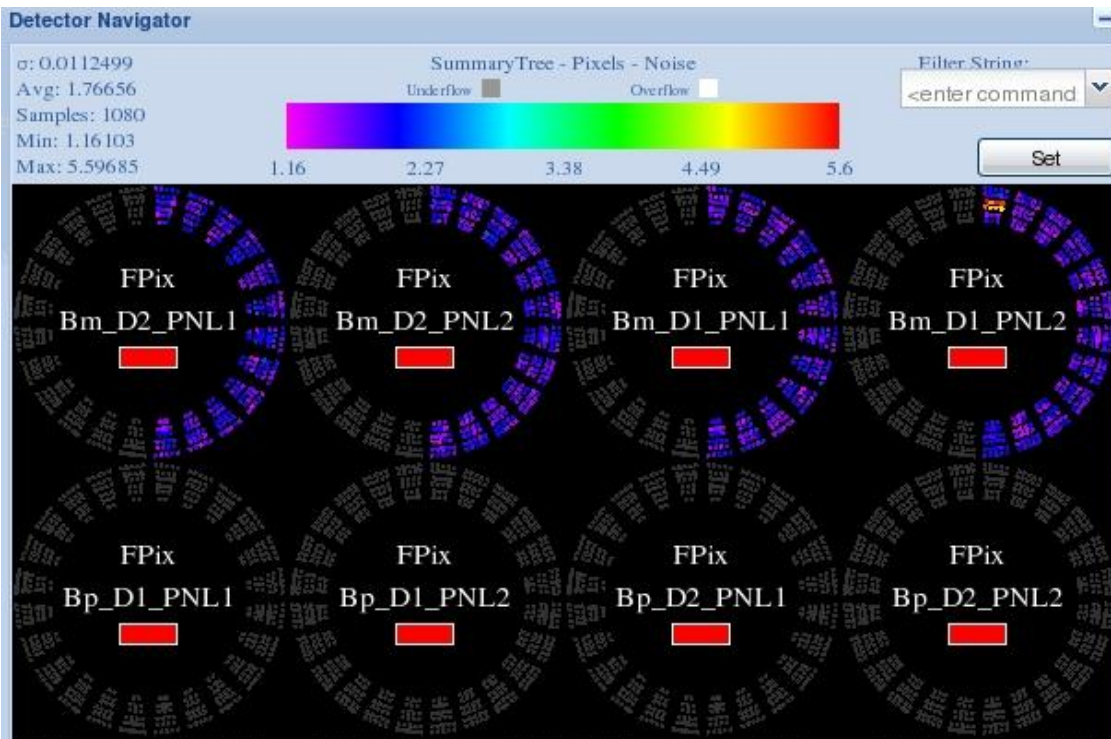 Detector Navigator
σ: 0.0112499
Avg: 1.76656
Samples: 1080
Min: 1.16103
Max: 5.59685
SummaryTree - Pixels - Noise
Underflow Overflow
1.16 2.27 3.38 4.49 5.6
Filter String:
<enter command
Set
FPix
Bm_D2_PNL1
FPix
Bm_D2_PNL2
FPix
Bm_D1_PNL1
FPix
Bm_D1_PNL2
FPix
Bp_D1_PNL1
FPix
Bp_D1_PNL2
FPix
Bp_D2_PNL1
FPix
Bp_D2_PNL2